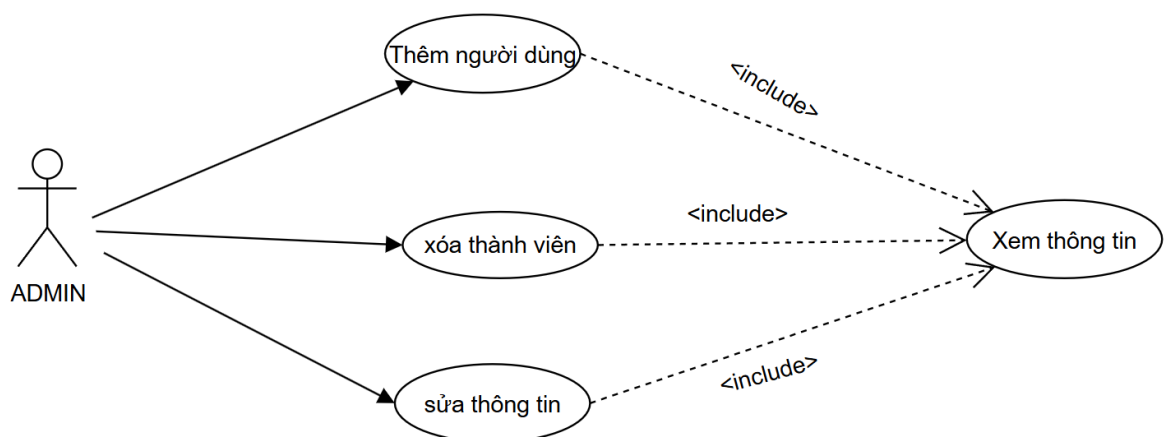 Thêm người dùng
<include>
ADMIN
xóa thành viên
<include>
Xem thông tin
sửa thông tin
<include>